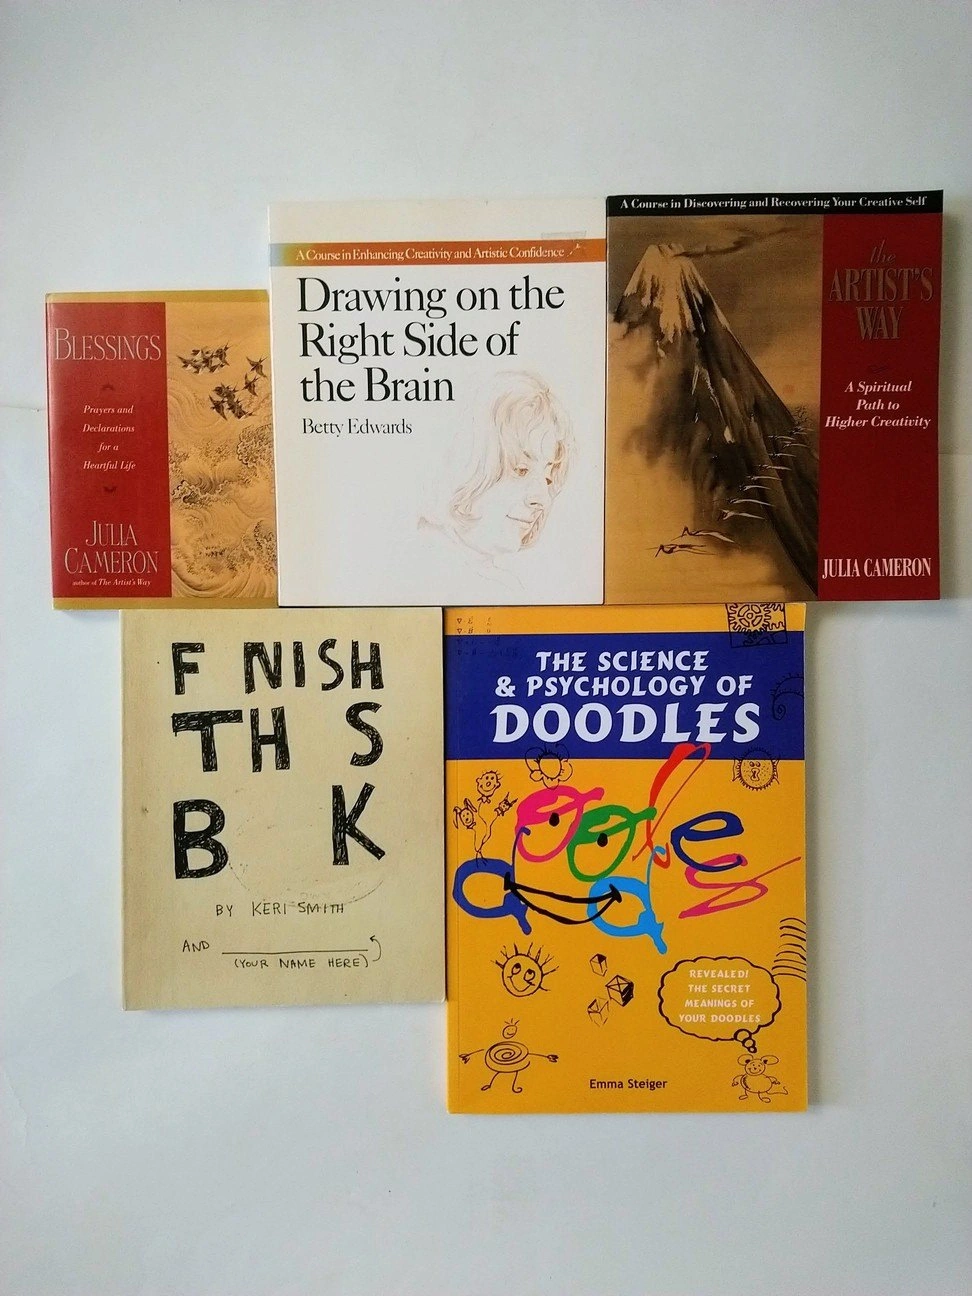 BLESSINGS
Prayers and
Declarations
for a
Heartful Life
JULIA
CAMERON
author of The Artist's Way
A Course in Enhancing Creativity and Artistic Confidence
Drawing on the
Right Side of
the Brain
Betty Edwards
A Course in Discovering and Recovering Your Creative Self
the
ARTIST'S
WAY
A Spiritual
Path to
Higher Creativity
JULIA CAMERON
F NISH
TH S
B K
BY KERI SMITH
AND
(YOUR NAME HERE)
THE SCIENCE
& PSYCHOLOGY OF
DOODLES
REVEALED!
THE SECRET
MEANINGS OF
YOUR DOODLES
Emma Steiger